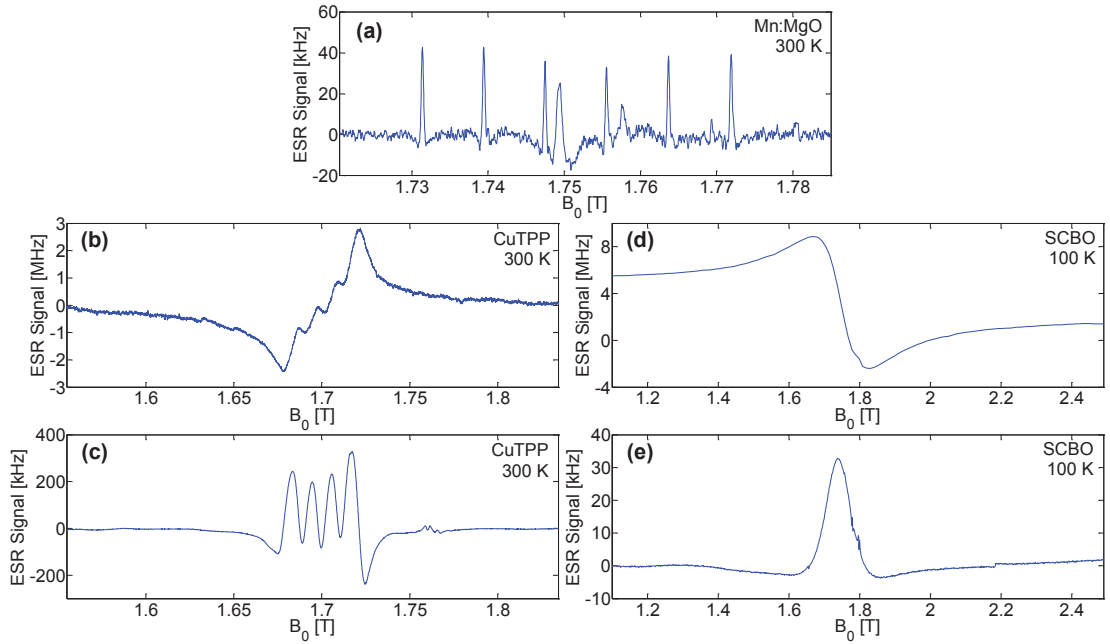 (a)
Mn:MgO
300 K
ESR Signal [kHz]
60
40
20
0
-20
1.73 1.74 1.75 1.76 1.77 1.78
B0 [T]
(b)
CuTPP
300 K
ESR Signal [MHz]
3
2
1
0
-1
-2
-3
1.6 1.65 1.7 1.75 1.8
B0 [T]
(d)
SCBO
100 K
ESR Signal [MHz]
8
4
0
-4
1.2 1.4 1.6 1.8 2 2.2 2.4
B0 [T]
(c)
CuTPP
300 K
ESR Signal [kHz]
400
200
0
-200
1.6 1.65 1.7 1.75 1.8
B0 [T]
(e)
SCBO
100 K
ESR Signal [kHz]
40
30
20
10
0
-10
1.2 1.4 1.6 1.8 2 2.2 2.4
B0 [T]